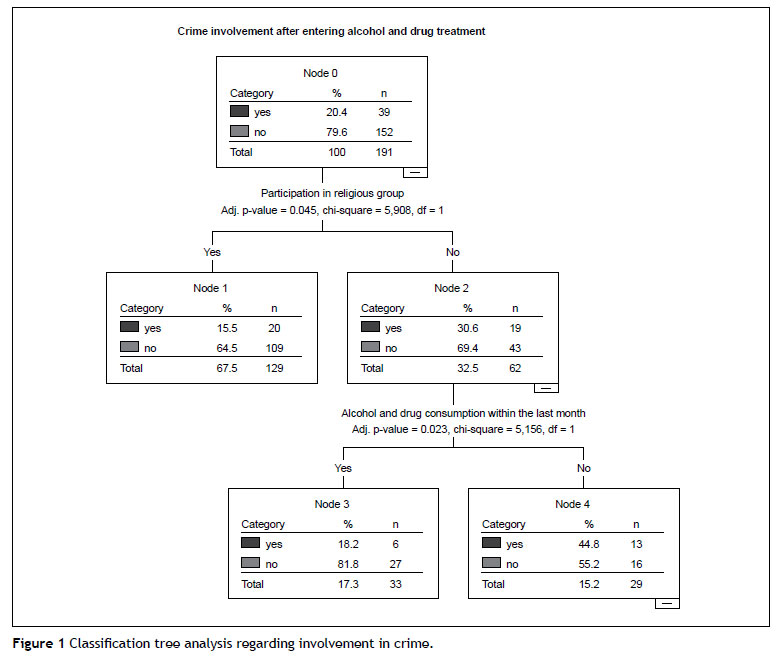 Crime involvement after entering alcohol and drug treatment
Node 0
Category % n
yes 20.4 39
no 79.6 152
Total 100 191
Participation in religious group
Adj. p-value = 0.045, chi-square = 5,908, df = 1
Yes No
Node 1
Category % n
yes 15.5 20
no 64.5 109
Total 67.5 129
Node 2
Category % n
yes 30.6 19
no 69.4 43
Total 32.5 62
Alcohol and drug consumption within the last month
Adj. p-value = 0.023, chi-square = 5,156, df = 1
Yes No
Node 3
Category % n
yes 18.2 6
no 81.8 27
Total 17.3 33
Node 4
Category % n
yes 44.8 13
no 55.2 16
Total 15.2 29
Figure 1 Classification tree analysis regarding involvement in crime.